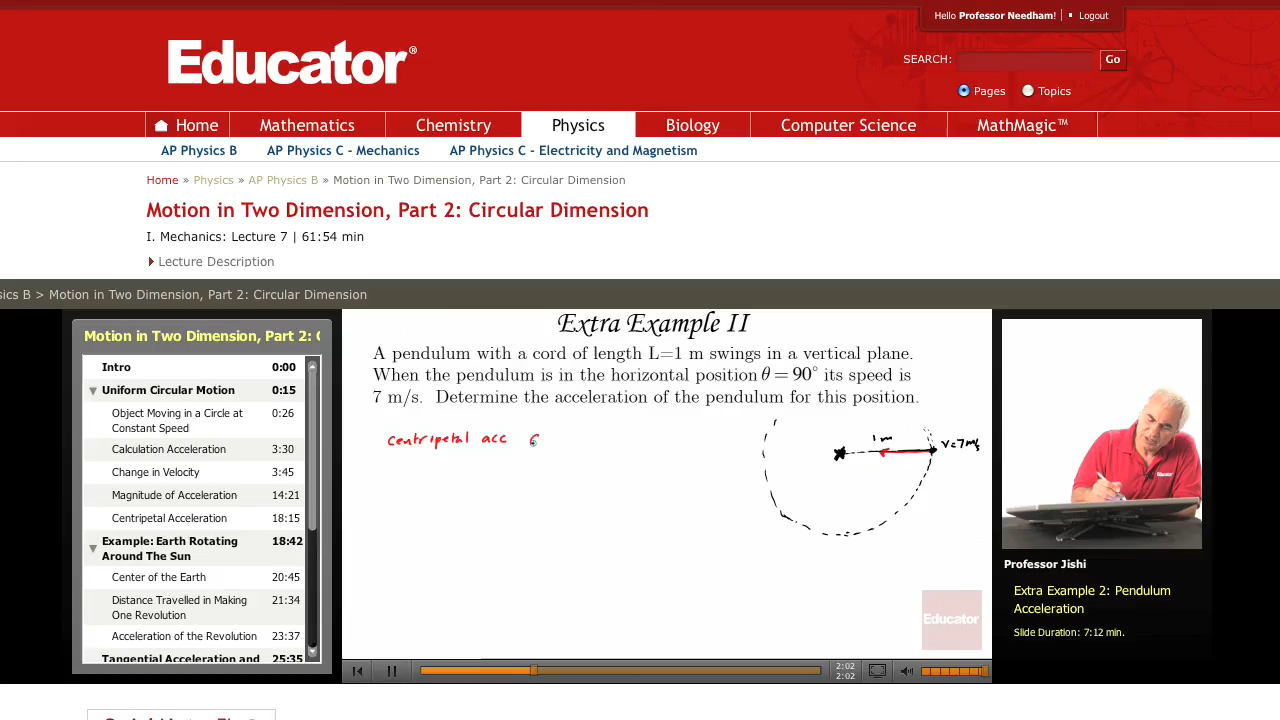 Hello Professor Needham! Logout
Educator®
SEARCH: Go
Pages Topics
Home Mathematics Chemistry Physics Biology Computer Science MathMagic™
AP Physics B AP Physics C - Mechanics AP Physics C - Electricity and Magnetism
Home » Physics » AP Physics B » Motion in Two Dimension, Part 2: Circular Dimension
Motion in Two Dimension, Part 2: Circular Dimension
I. Mechanics: Lecture 7 | 61:54 min
Lecture Description
sics B > Motion in Two Dimension, Part 2: Circular Dimension
Motion in Two Dimension, Part 2: C
Intro 0:00
Uniform Circular Motion 0:15
Object Moving in a Circle at 0:26
Constant Speed
Calculation Acceleration 3:30
Change in Velocity 3:45
Magnitude of Acceleration 14:21
Centripetal Acceleration 18:15
Example: Earth Rotating 18:42
Around The Sun
Center of the Earth 20:45
Distance Travelled in Making 21:34
One Revolution
Acceleration of the Revolution 23:37
Tangential Acceleration and 25:35
Extra Example II
A pendulum with a cord of length L=1 m swings in a vertical plane.
When the pendulum is in the horizontal position θ = 90° its speed is
7 m/s. Determine the acceleration of the pendulum for this position.
centripetal acc
1m
v=7m/s
Educator
2:02
2:02
Professor Jishi
Extra Example 2: Pendulum
Acceleration
Slide Duration: 7:12 min.